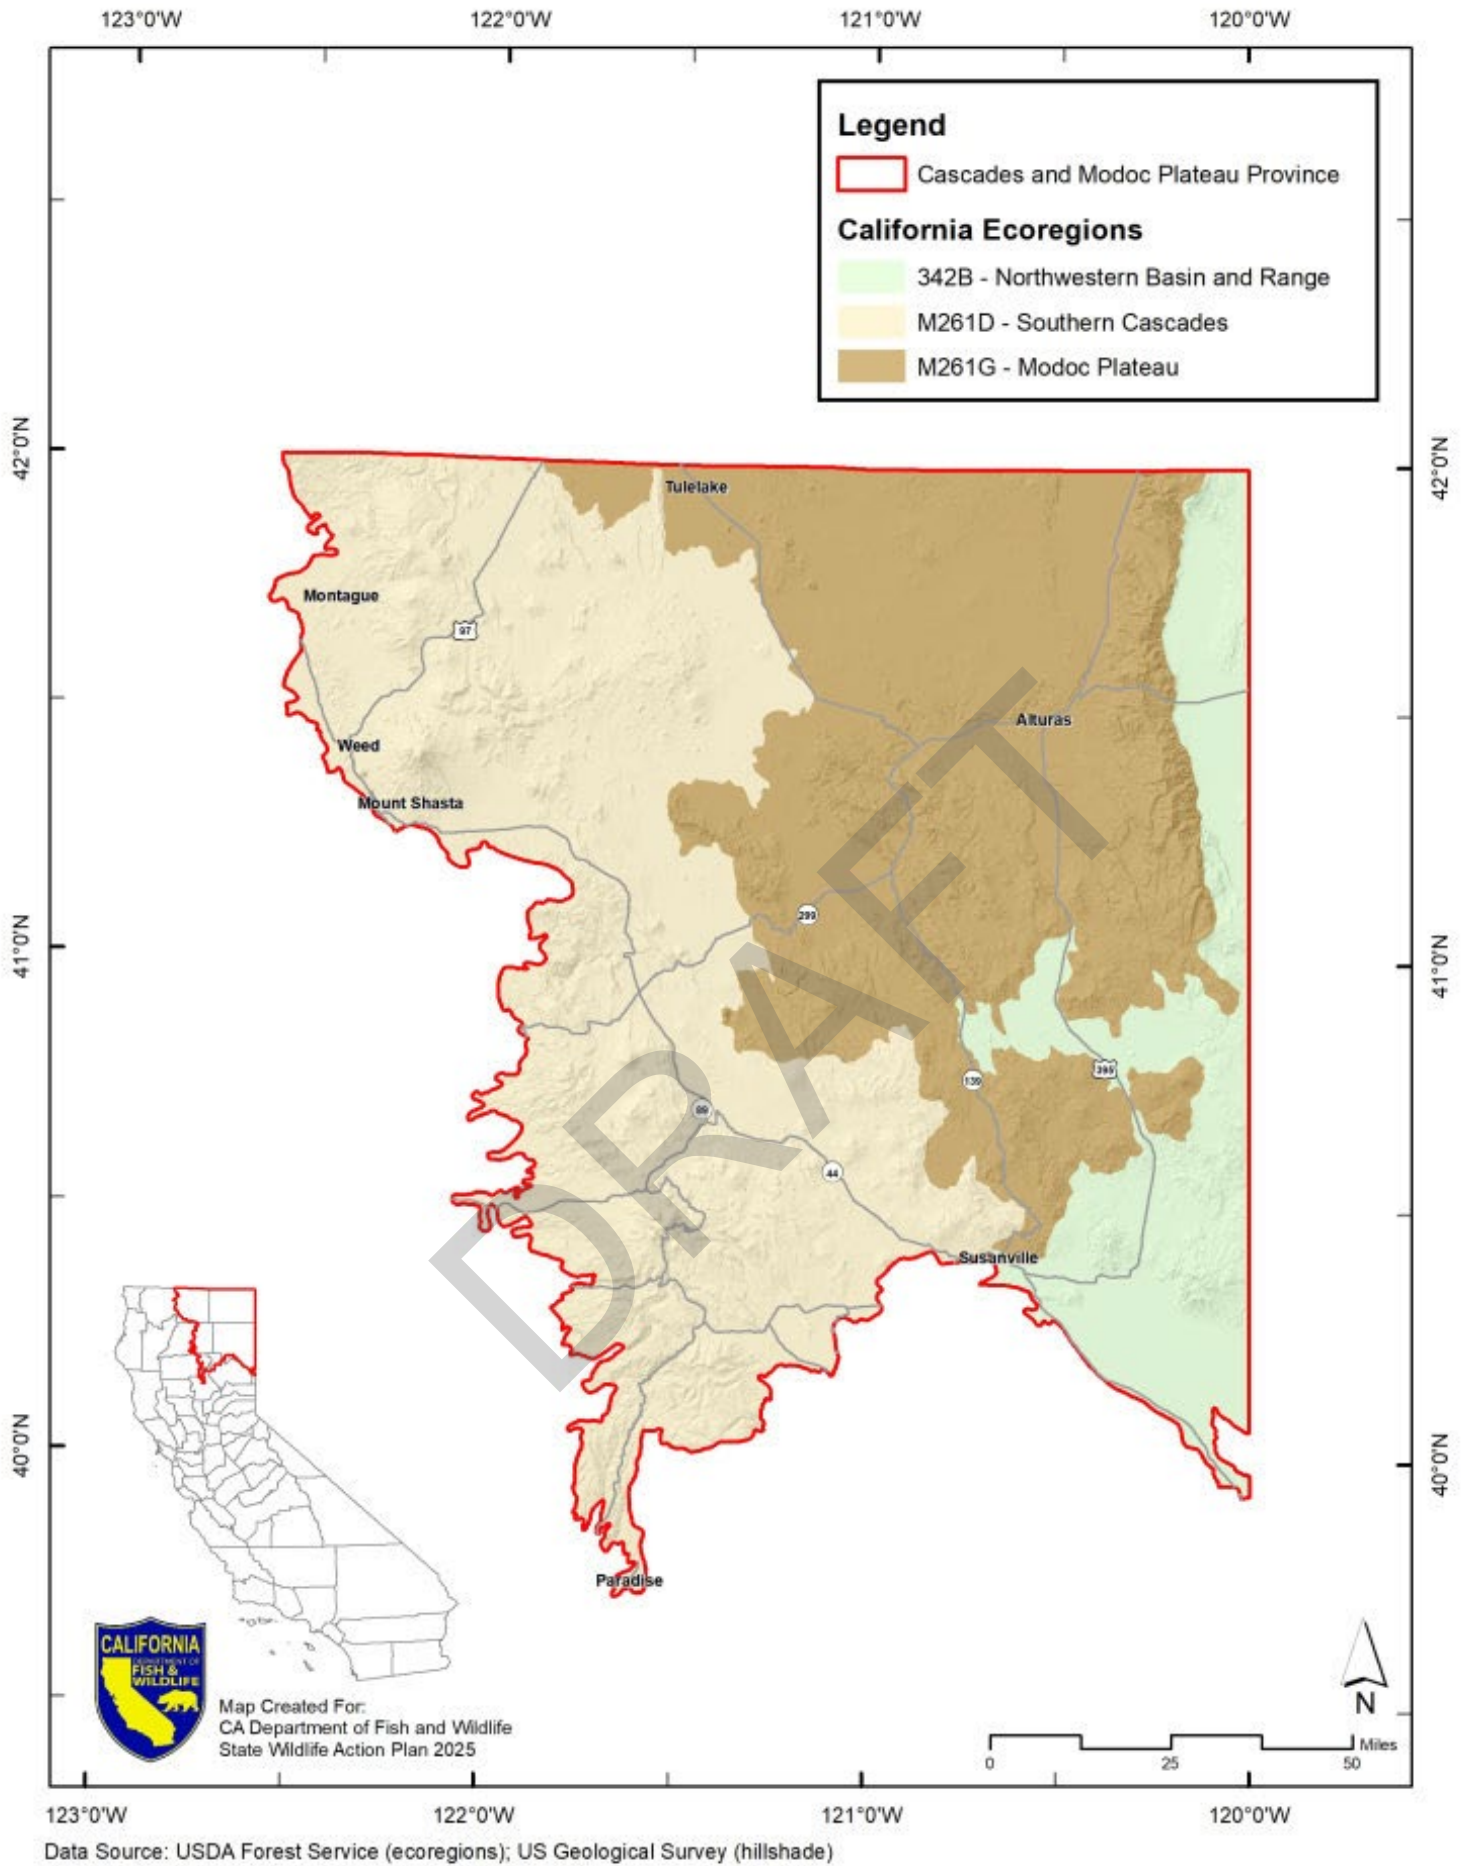 123°0'W 122°0'W 121°0'W 120°0'W
Legend
Cascades and Modoc Plateau Province
California Ecoregions
342B - Northwestern Basin and Range
M261D - Southern Cascades
M261G - Modoc Plateau
42°0'N
42°0'N
Tulelake
Montague
97
Alturas
Weed
Mount Shasta
299
41°0'N
41°0'N
395
139
89
44
DRAFT
Susanville
40°0'N
40°0'N
Paradise
CALIFORNIA
DEPARTMENT OF
FISH &
WILDLIFE
Map Created For:
CA Department of Fish and Wildlife
State Wildlife Action Plan 2025
N
Miles
0 25 50
123°0'W 122°0'W 121°0'W 120°0'W
Data Source: USDA Forest Service (ecoregions); US Geological Survey (hillshade)